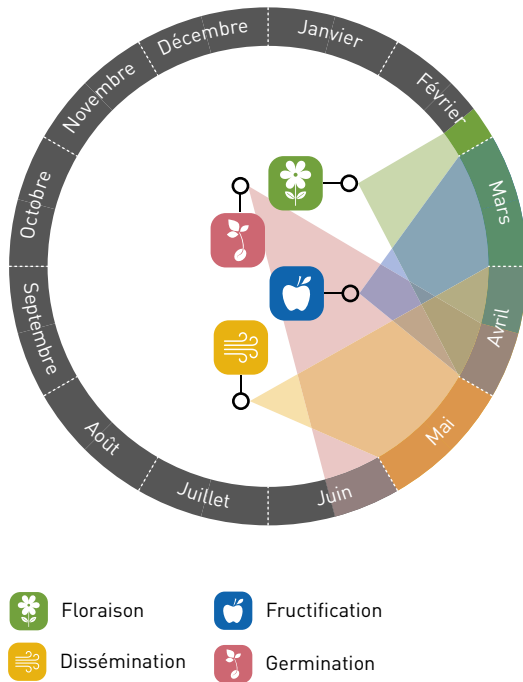 Janvier
Février
Mars
Avril
Mai
Juin
Juillet
Août
Septembre
Octobre
Novembre
Décembre
Floraison
Fructification
Dissémination
Germination